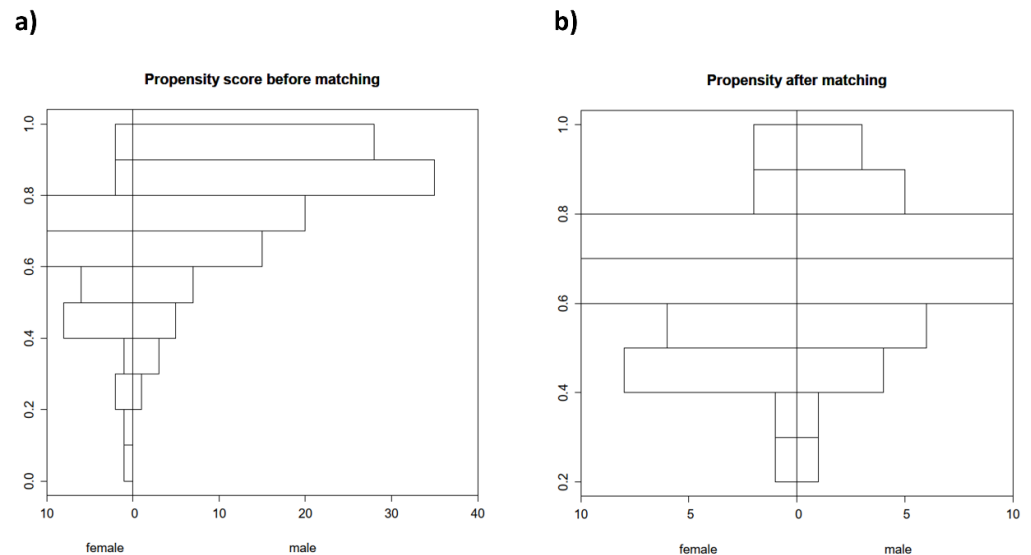 a)
b)
Propensity score before matching
1.0
0.8
0.6
0.4
0.2
0.0
10 0 10 20 30 40
female male
Propensity after matching
1.0
0.8
0.6
0.4
0.2
10 5 0 5 10
female male